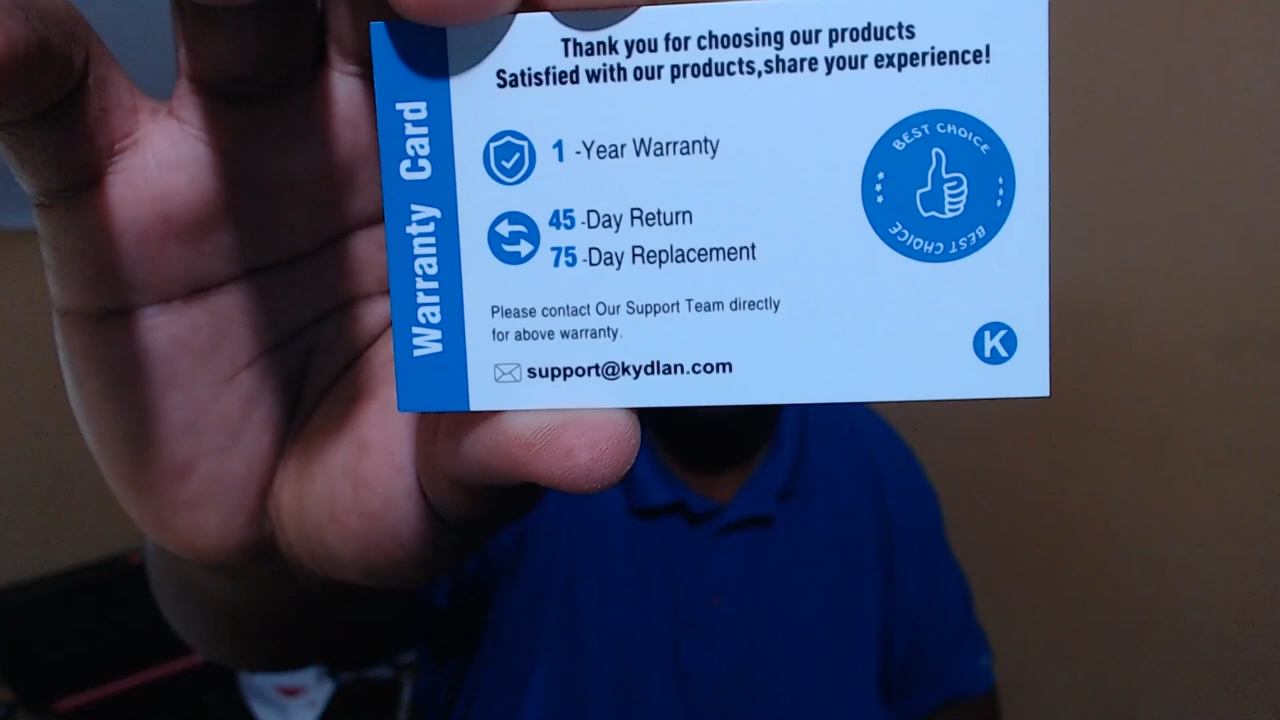 Thank you for choosing our products
Satisfied with our products,share your experience!
Warranty Card
1 -Year Warranty
45 -Day Return
75 -Day Replacement
BEST CHOICE
BEST CHOICE
Please contact Our Support Team directly
for above warranty.
support@kydlan.com
K